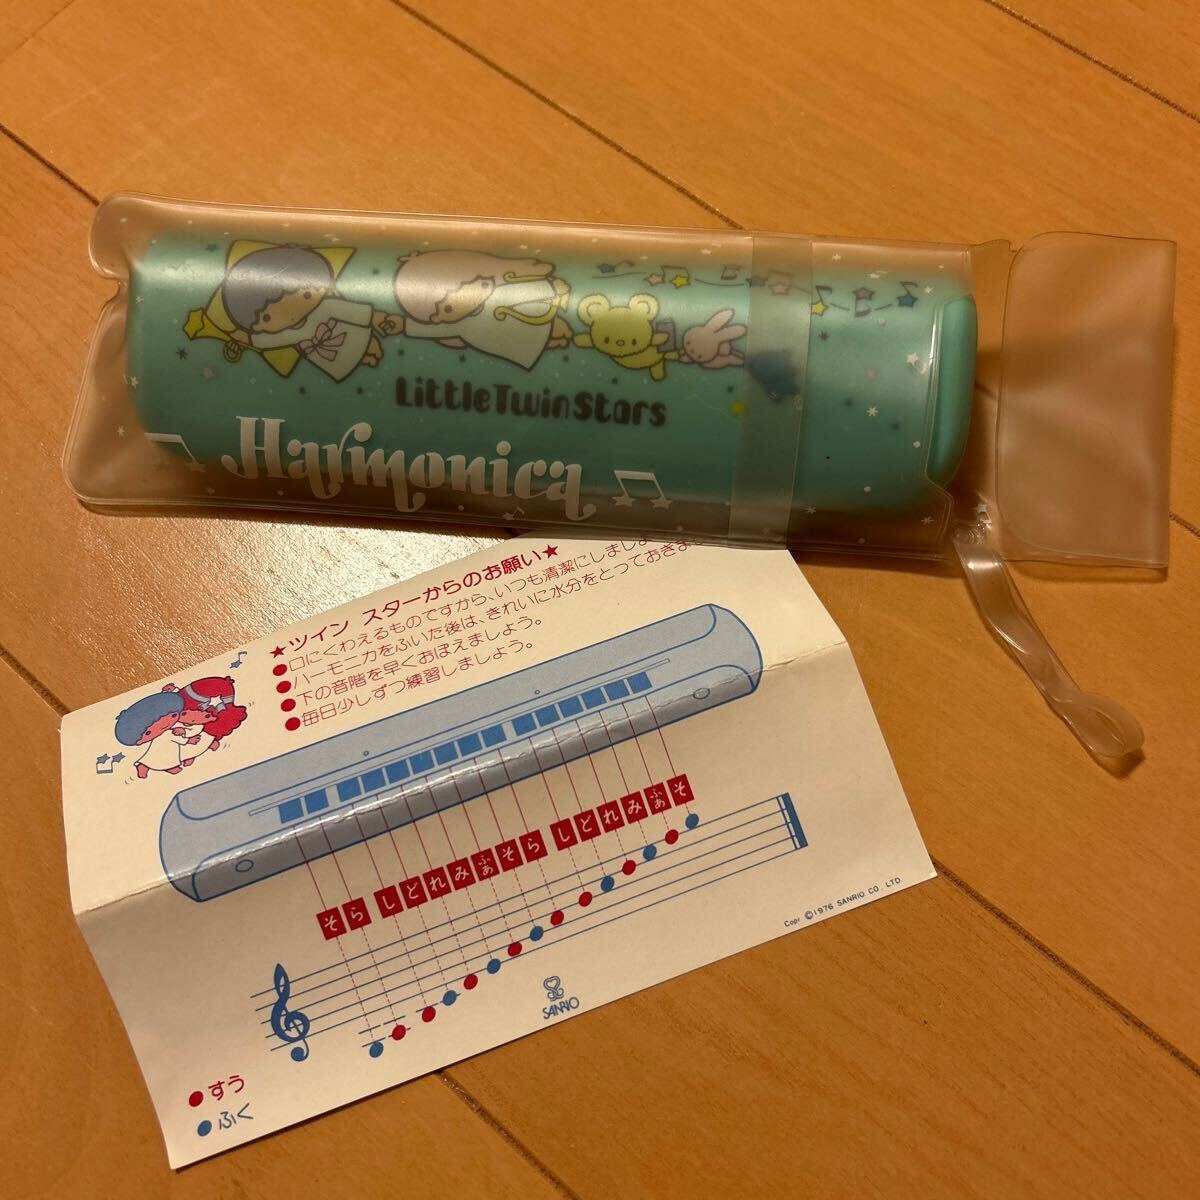 LittleTwinStars
Harmonica
★ツイン スターからのお願い★
●口にくわえるものですから、いつも清潔にしましょ
●ハーモニカをふいた後は、きれいに水分をとっておきま
●下の音階を早くおぼえましょう。
●毎日少しずつ練習しましょう。
そ ら し ど れ み ふぁ そ ら し ど れ み ふぁ そ
Copr. ©1976 SANRIO CO. LTD.
SANRIO
●すう
●ふく